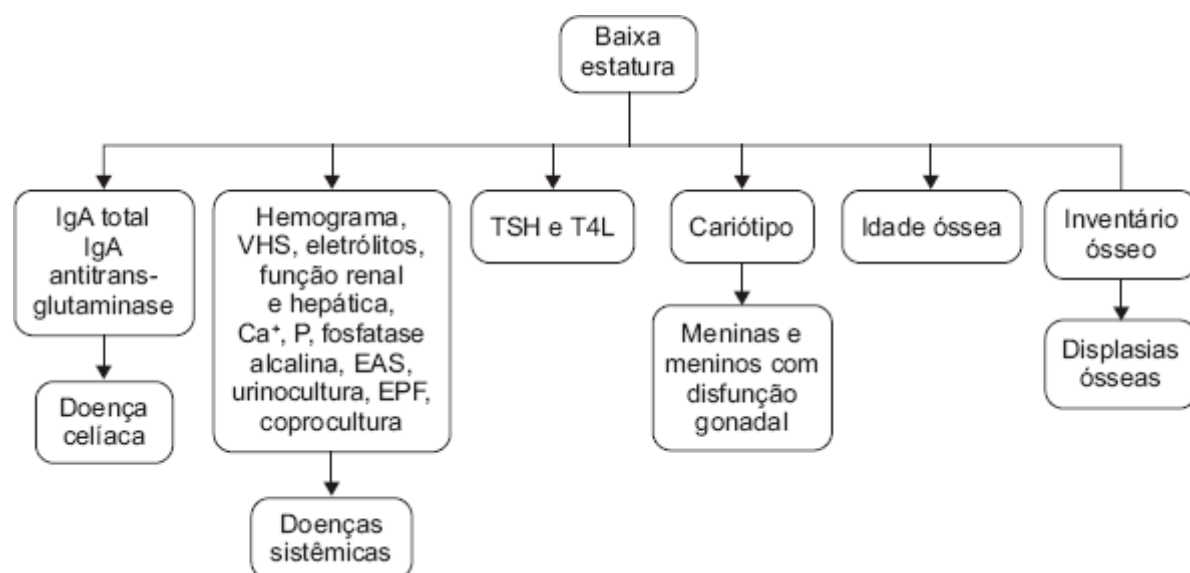 Baixa
estatura
IgA total
IgA
antitrans-
glutaminase
Doença
celíaca
Hemograma,
VHS, eletrólitos,
função renal
e hepática,
Ca⁺, P, fosfatase
alcalina, EAS,
urinocultura, EPF,
coprocultura
Doenças
sistêmicas
TSH e T4L
Cariótipo
Meninas e
meninos com
disfunção
gonadal
Idade óssea
Inventário
ósseo
Displasias
ósseas